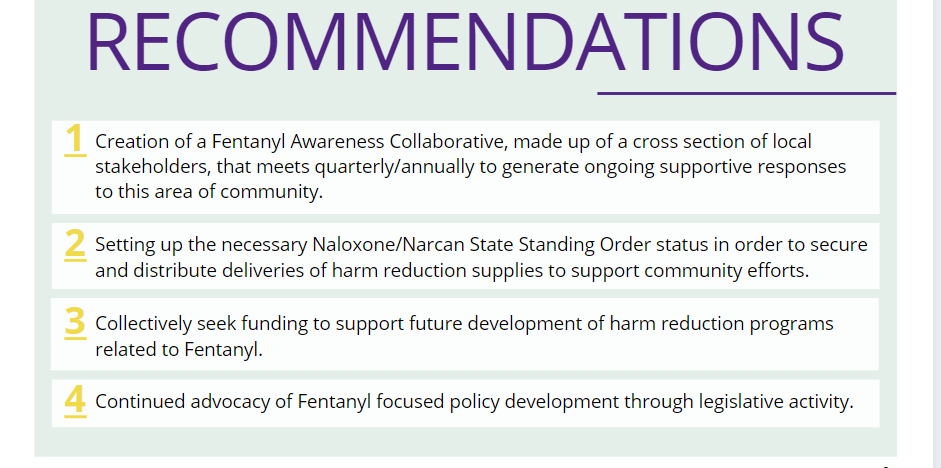 RECOMMENDATIONS
1
Creation of a Fentanyl Awareness Collaborative, made up of a cross section of local
stakeholders, that meets quarterly/annually to generate ongoing supportive responses
to this area of community.
2
Setting up the necessary Naloxone/Narcan State Standing Order status in order to secure
and distribute deliveries of harm reduction supplies to support community efforts.
3
Collectively seek funding to support future development of harm reduction programs
related to Fentanyl.
4
Continued advocacy of Fentanyl focused policy development through legislative activity.